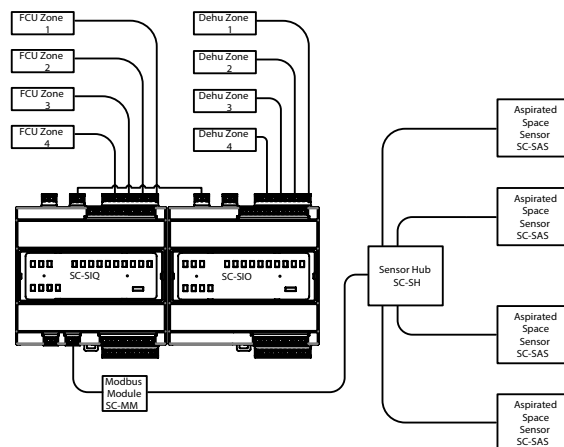 FCU Zone
1
FCU Zone
2
FCU Zone
3
FCU Zone
4
Dehu Zone
1
Dehu Zone
2
Dehu Zone
3
Dehu Zone
4
SC-SIQ
SC-SIO
Modbus
Module
SC-MM
Sensor Hub
SC-SH
Aspirated
Space
Sensor
SC-SAS
Aspirated
Space
Sensor
SC-SAS
Aspirated
Space
Sensor
SC-SAS
Aspirated
Space
Sensor
SC-SAS